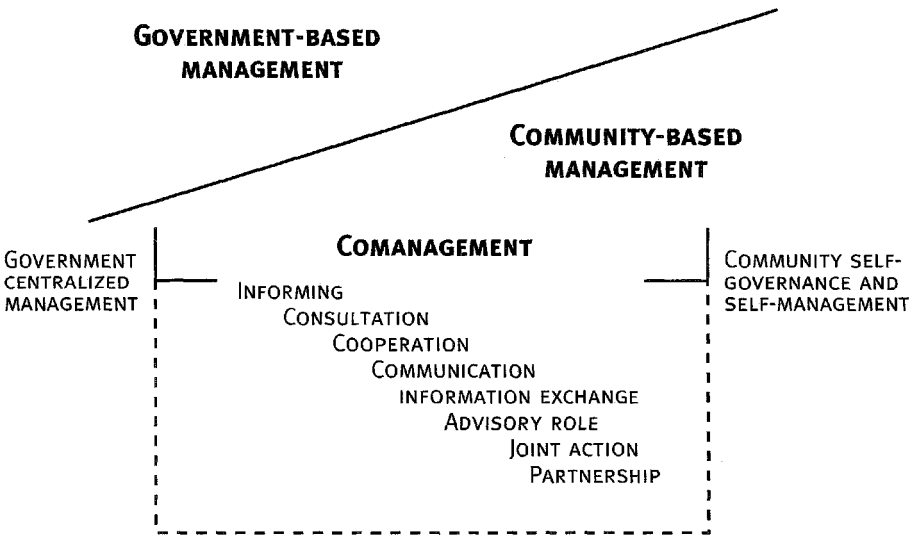 GOVERNMENT-BASED
MANAGEMENT
COMMUNITY-BASED
MANAGEMENT
COMANAGEMENT
GOVERNMENT
CENTRALIZED
MANAGEMENT
INFORMING
CONSULTATION
COOPERATION
COMMUNICATION
INFORMATION EXCHANGE
ADVISORY ROLE
JOINT ACTION
PARTNERSHIP
COMMUNITY SELF-
GOVERNANCE AND
SELF-MANAGEMENT